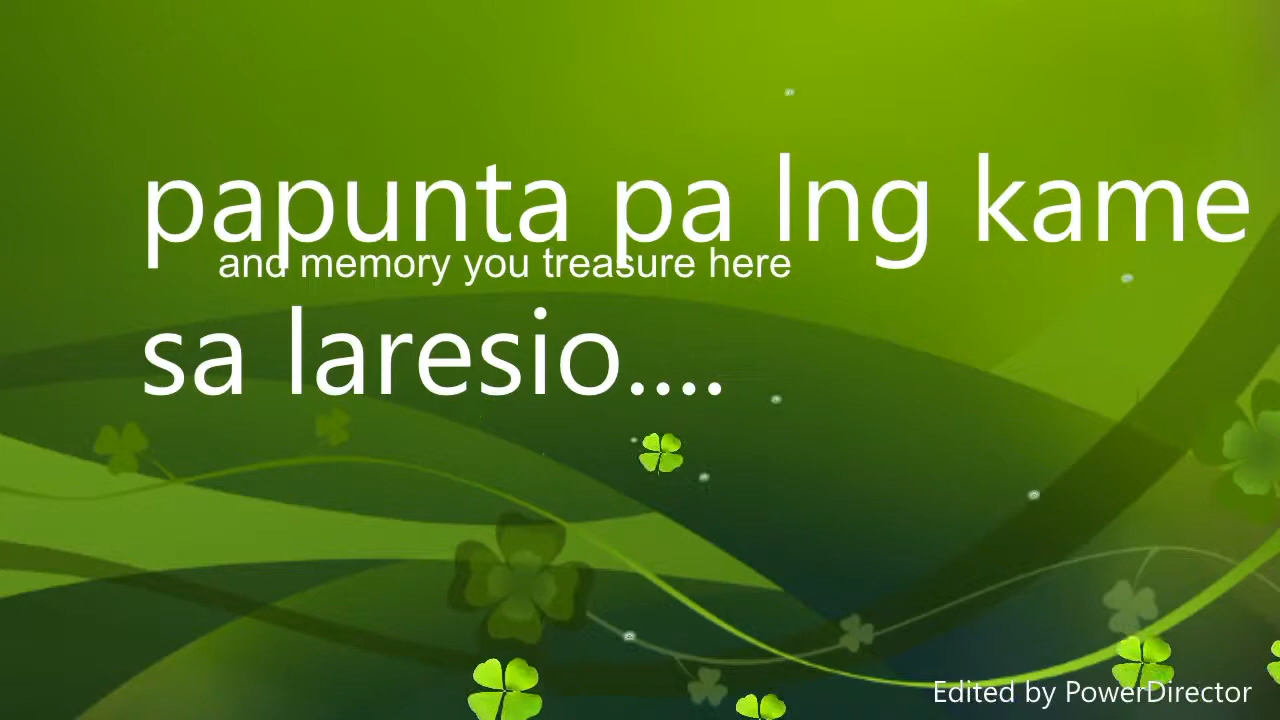 papunta pa lng kame
and memory you treasure here
sa laresio....
Edited by PowerDirector